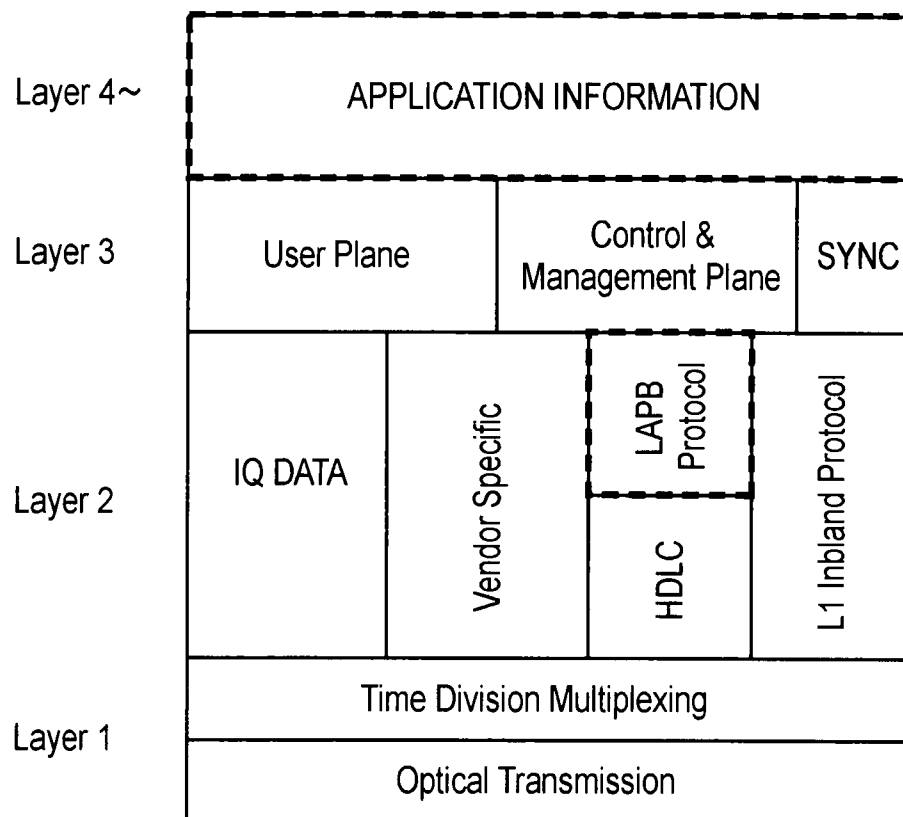 Layer 4~
APPLICATION INFORMATION
Layer 3
User Plane
Control &
Management Plane
SYNC
Layer 2
IQ DATA
Vendor Specific
LAPB
Protocol
HDLC
L1 Inbland Protocol
Layer 1
Time Division Multiplexing
Optical Transmission